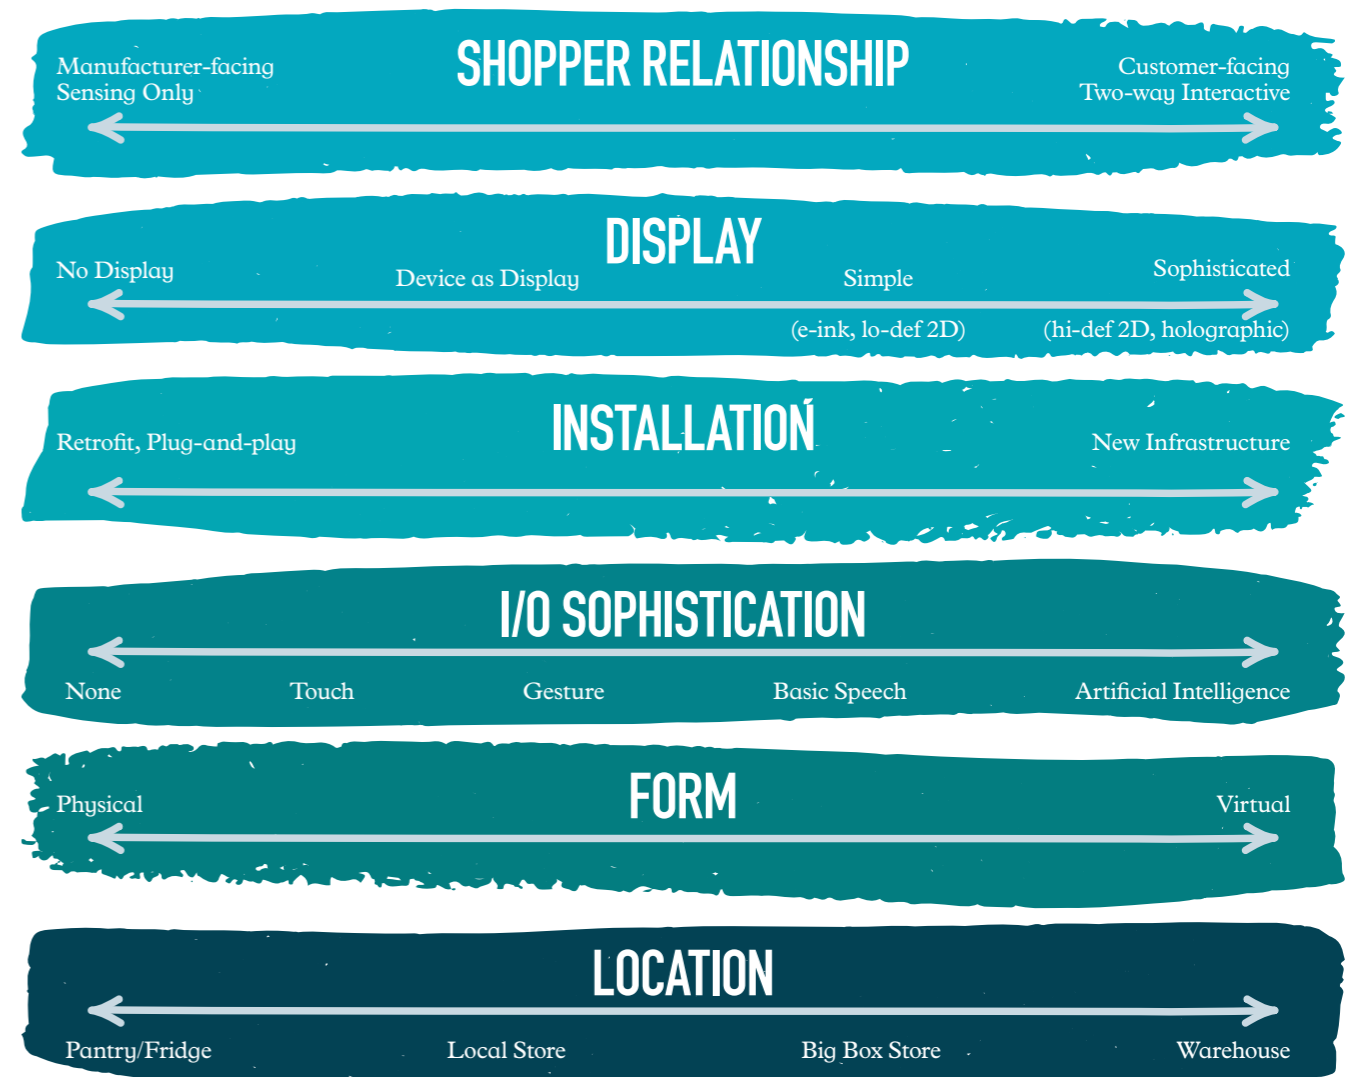 SHOPPER RELATIONSHIP
Manufacturer-facing
Sensing Only
Customer-facing
Two-way Interactive
DISPLAY
No Display
Device as Display
Simple
(e-ink, lo-def 2D)
Sophisticated
(hi-def 2D, holographic)
INSTALLATION
Retrofit, Plug-and-play
New Infrastructure
I/O SOPHISTICATION
None
Touch
Gesture
Basic Speech
Artificial Intelligence
FORM
Physical
Virtual
LOCATION
Pantry/Fridge
Local Store
Big Box Store
Warehouse